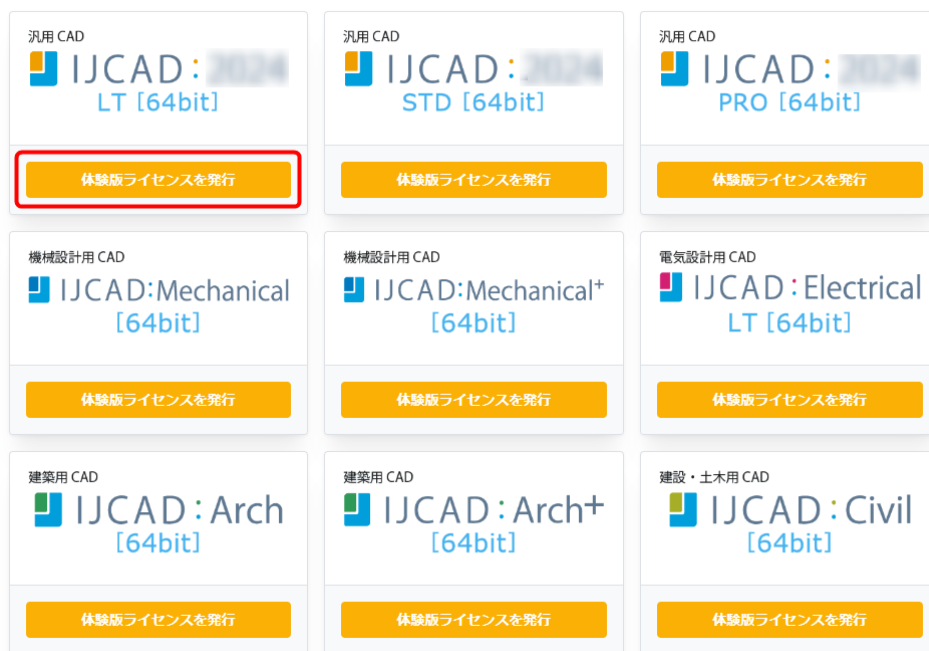 汎用 CAD
IJCAD:
LT [64bit]
体験版ライセンスを発行
汎用 CAD
IJCAD:
STD [64bit]
体験版ライセンスを発行
汎用 CAD
IJCAD:
PRO [64bit]
体験版ライセンスを発行
機械設計用 CAD
IJCAD:Mechanical
[64bit]
体験版ライセンスを発行
機械設計用 CAD
IJCAD:Mechanical+
[64bit]
体験版ライセンスを発行
電気設計用 CAD
IJCAD:Electrical
LT [64bit]
体験版ライセンスを発行
建築用 CAD
IJCAD:Arch
[64bit]
体験版ライセンスを発行
建築用 CAD
IJCAD:Arch+
[64bit]
体験版ライセンスを発行
建設・土木用 CAD
IJCAD:Civil
[64bit]
体験版ライセンスを発行